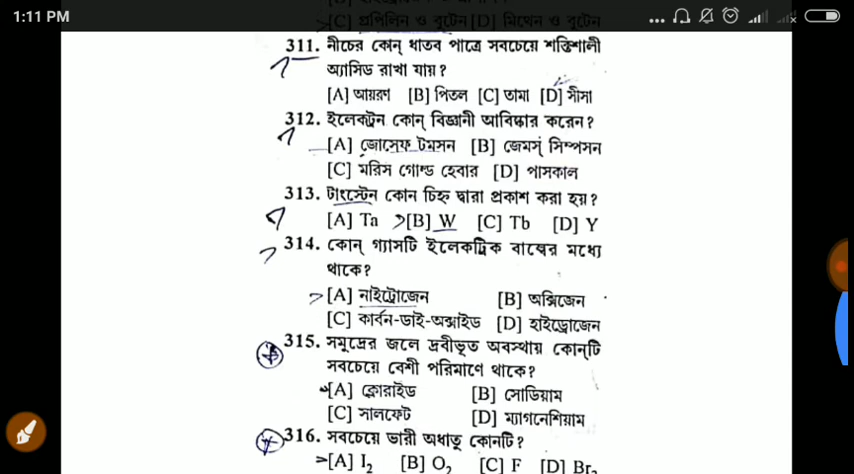 1:11 PM
[C] প্রপিলিন ও বুটেন [D] মিথেন ও বুটেন
311. নীচের কোন্ ধাতব পাত্রে সবচেয়ে শক্তিশালী
অ্যাসিড রাখা যায়?
[A] আয়রণ [B] পিতল [C] তামা [D] সীসা
312. ইলেকট্রন কোন্ বিজ্ঞানী আবিষ্কার করেন?
[A] জোসেফ টমসন [B] জেমস্ সিম্পসন
[C] মরিস গোল্ড হেবার [D] পাসকাল
313. টাংস্টেন কোন চিহ্ন দ্বারা প্রকাশ করা হয়?
[A] Ta [B] W [C] Tb [D] Y
314. কোন্ গ্যাসটি ইলেকট্রিক বাল্বের মধ্যে
থাকে?
[A] নাইট্রোজেন [B] অক্সিজেন
[C] কার্বন-ডাই-অক্সাইড [D] হাইড্রোজেন
315. সমুদ্রের জলে দ্রবীভূত অবস্থায় কোন্‌টি
সবচেয়ে বেশী পরিমাণে থাকে?
[A] ক্লোরাইড [B] সোডিয়াম
[C] সালফেট [D] ম্যাগনেশিয়াম
316. সবচেয়ে ভারী অধাতু কোনটি?
[A] I₂ [B] O₂ [C] F [D] Br₂